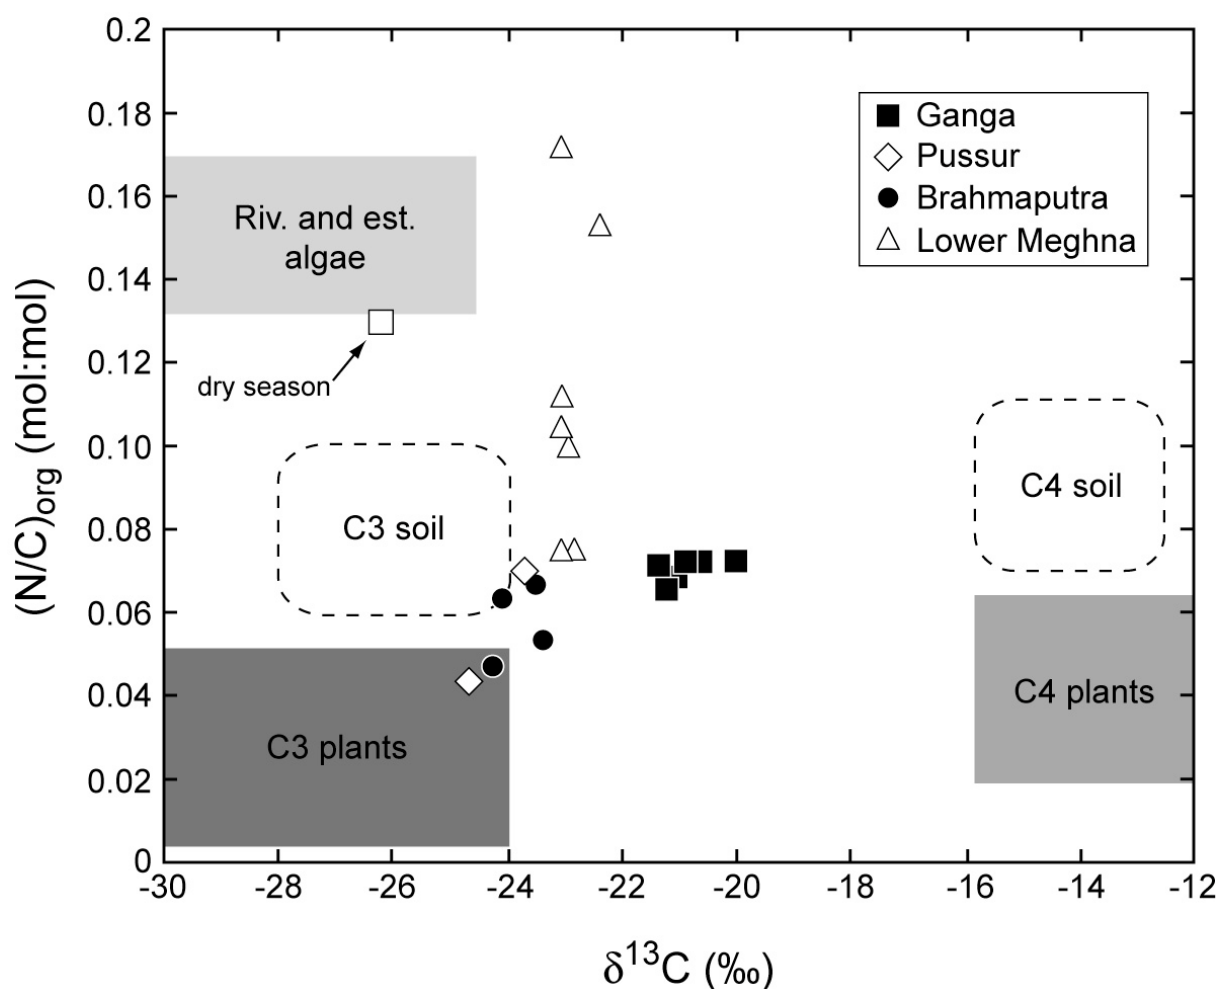 0.2
0.18
0.16
0.14
0.12
0.10
0.08
0.06
0.04
0.02
0
(N/C)org (mol:mol)
Ganga
Pussur
Brahmaputra
Lower Meghna
Riv. and est.
algae
dry season
C3 soil
C4 soil
C3 plants
C4 plants
-30 -28 -26 -24 -22 -20 -18 -16 -14 -12
δ13C (‰)